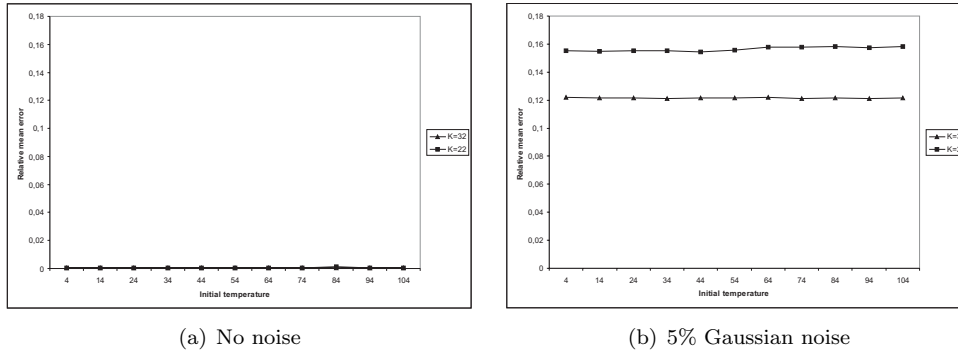 0,18
0,16
0,14
0,12
0,1
0,08
0,06
0,04
0,02
0
Relative mean error
4 14 24 34 44 54 64 74 84 94 104
Initial temperature
K=32
K=22
(a) No noise
0,18
0,16
0,14
0,12
0,1
0,08
0,06
0,04
0,02
0
Relative mean error
4 14 24 34 44 54 64 74 84 94 104
Initial temperature
(b) 5% Gaussian noise